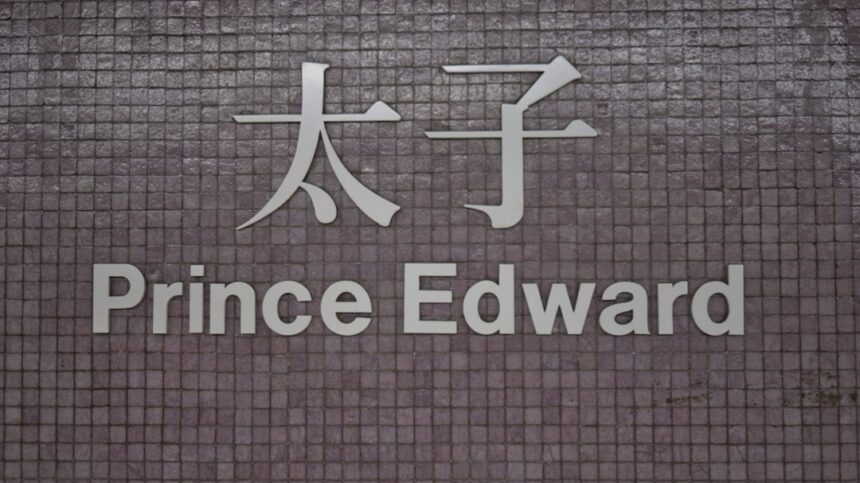 太子
Prince Edward